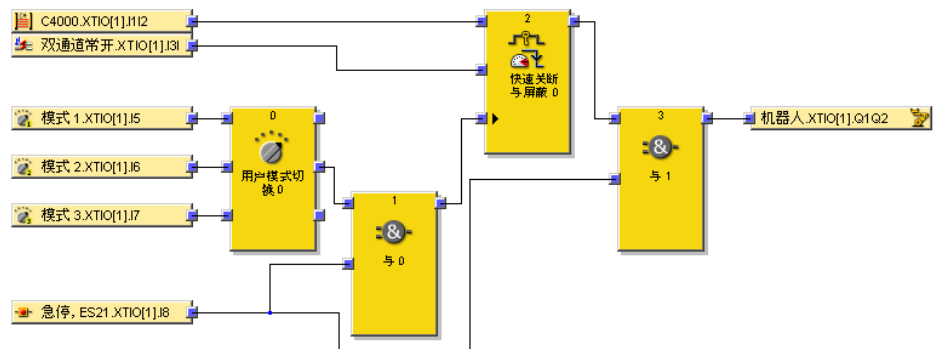 C4000.XTIO[1].I1I2
双通道常开.XTIO[1].I3I
模式 1.XTIO[1].I5
模式 2.XTIO[1].I6
模式 3.XTIO[1].I7
急停, ES21.XTIO[1].I8
0
用户模式切
换 0
1
&
与 0
2
快速关断
与屏蔽 0
3
&
与 1
机器人.XTIO[1].Q1Q2